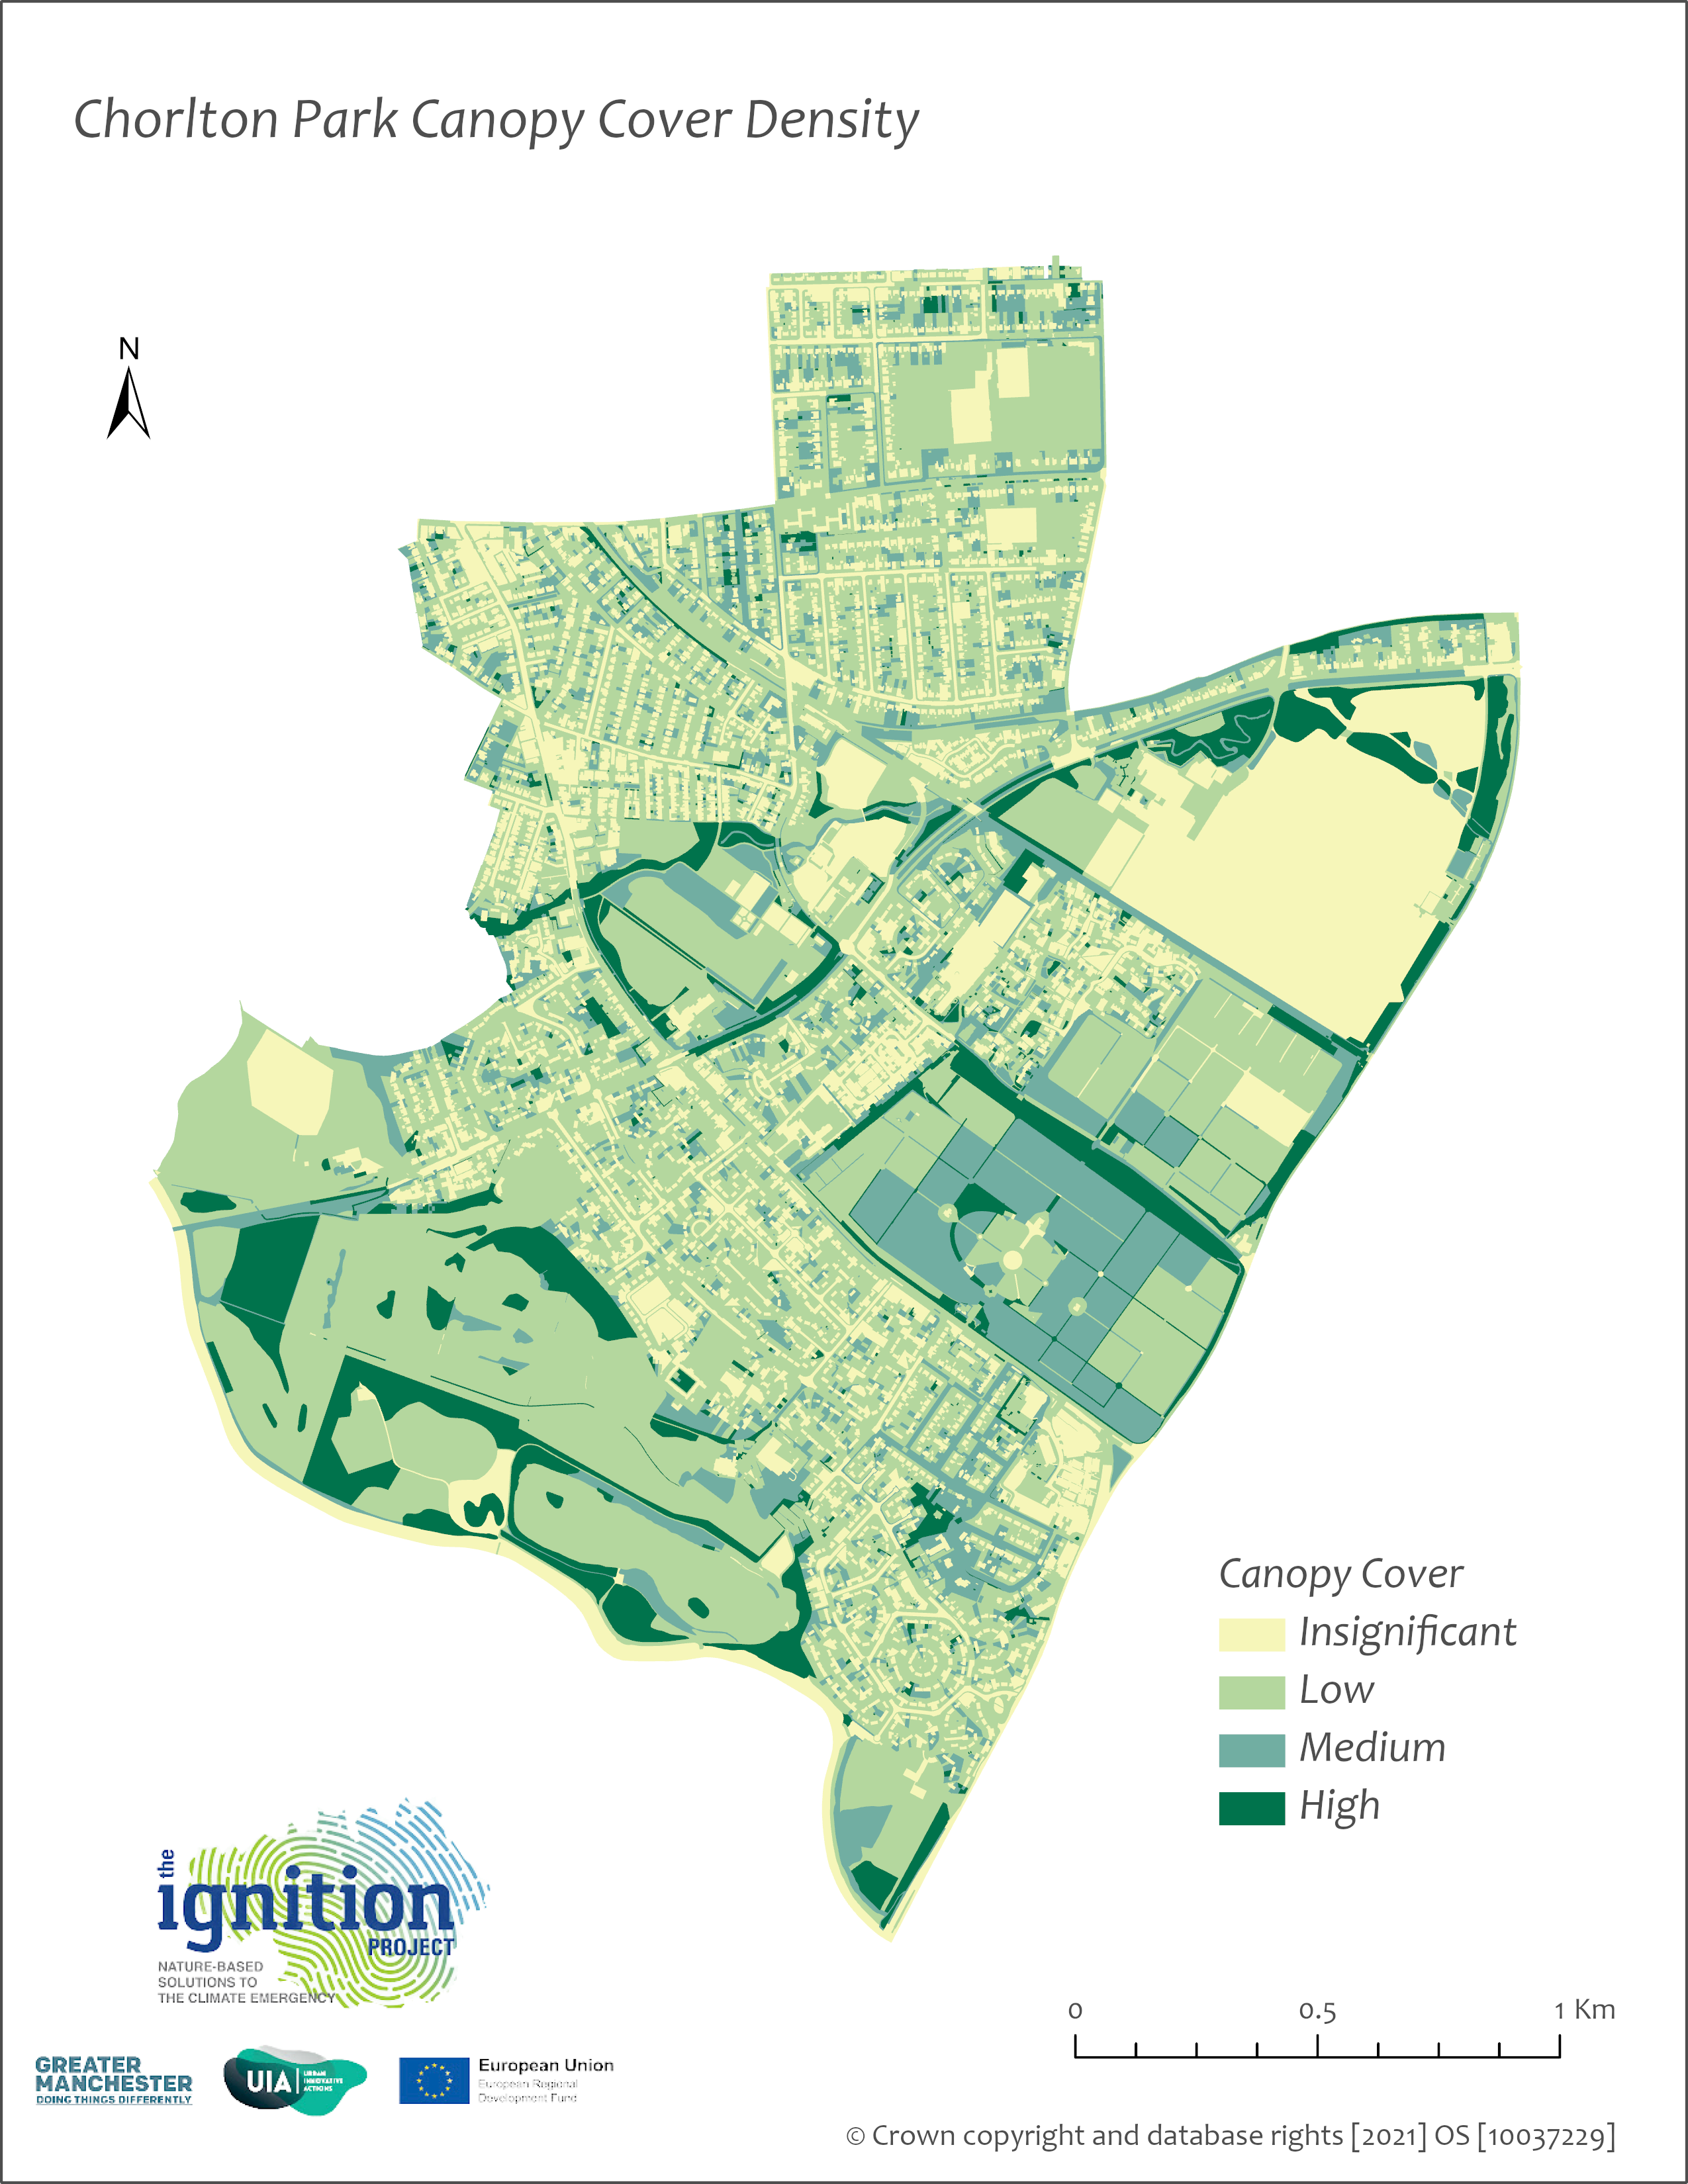 Chorlton Park Canopy Cover Density
N
Canopy Cover
Insignificant
Low
Medium
High
the
ignition
PROJECT
NATURE-BASED
SOLUTIONS TO
THE CLIMATE EMERGENCY
0 0.5 1 Km
GREATER
MANCHESTER
DOING THINGS DIFFERENTLY
UIA
URBAN
INNOVATIVE
ACTIONS
European Union
European Regional
Development Fund
© Crown copyright and database rights [2021] OS [10037229]